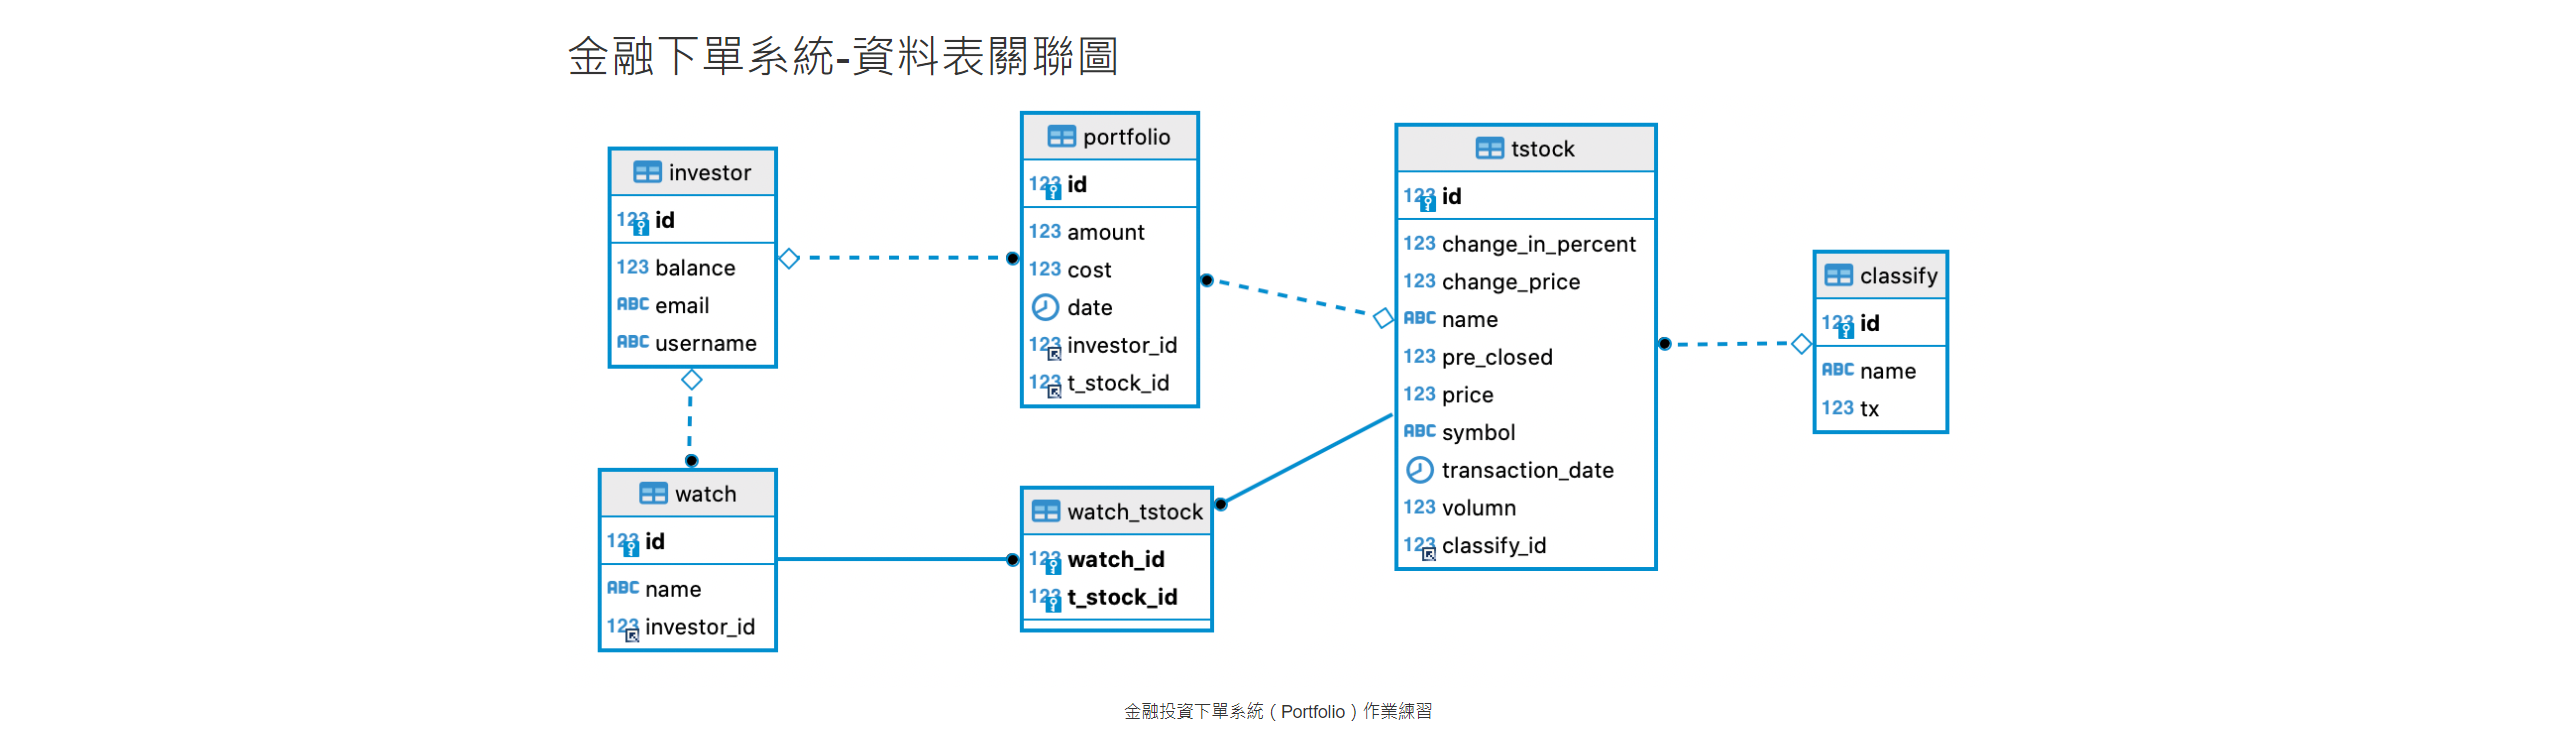 金融下單系統-資料表關聯圖
investor
123 id
123 balance
ABC email
ABC username
portfolio
123 id
123 amount
123 cost
date
123 investor_id
123 t_stock_id
tstock
123 id
123 change_in_percent
123 change_price
ABC name
123 pre_closed
123 price
ABC symbol
transaction_date
123 volumn
123 classify_id
classify
123 id
ABC name
123 tx
watch
123 id
ABC name
123 investor_id
watch_tstock
123 watch_id
123 t_stock_id
金融投資下單系統 ( Portfolio ) 作業練習